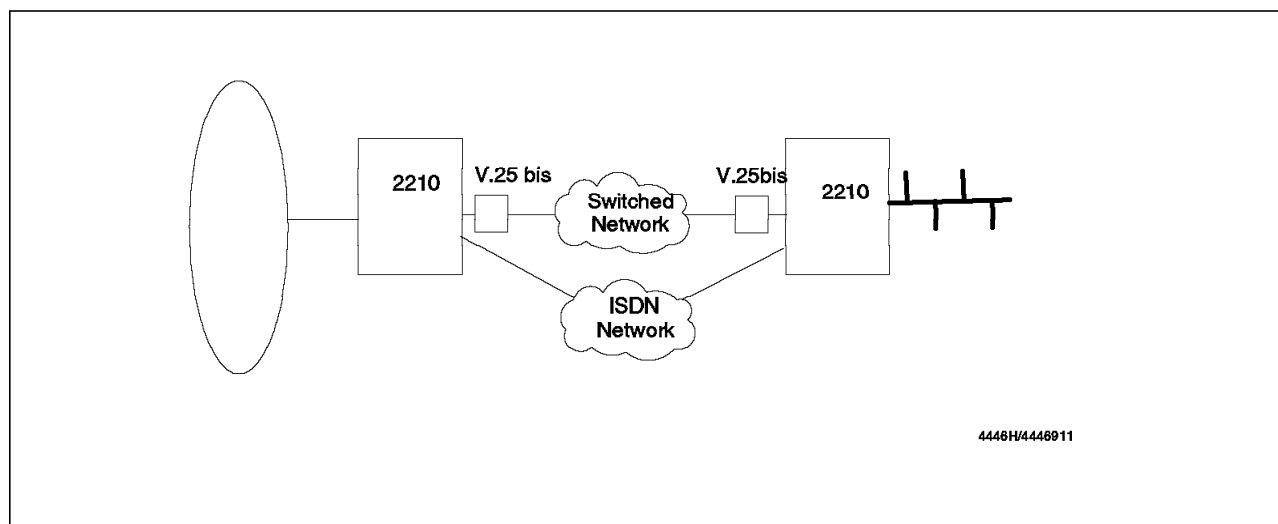 2210
V.25 bis
Switched
Network
V.25bis
2210
ISDN
Network
4446H/4446911